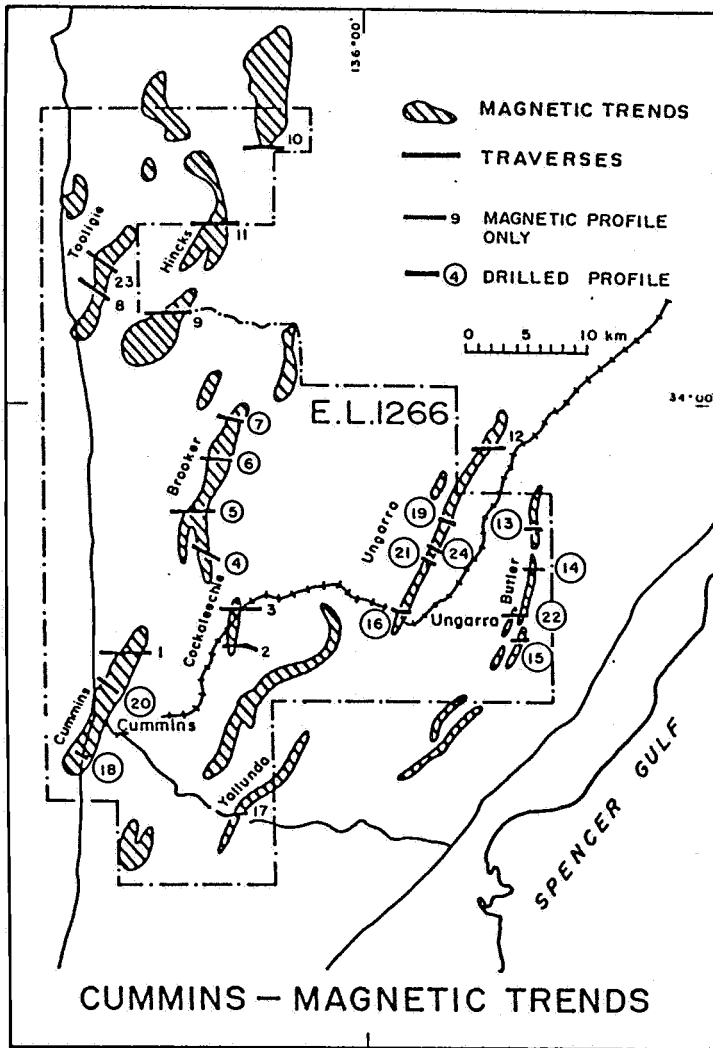 136°00'
MAGNETIC TRENDS
TRAVERSES
9 MAGNETIC PROFILE ONLY
4 DRILLED PROFILE
0 5 10 km
10
11
Hincks
Toolligie
23
8
9
34°00'
E.L.1266
7
Brooker
6
5
4
12
19
Ungarra
21
24
13
14
Butler
22
15
16
Ungarra
Cockaleechie
3
2
1
20
Cummins
Cummins
18
Yallunda
17
SPENCER GULF
CUMMINS – MAGNETIC TRENDS